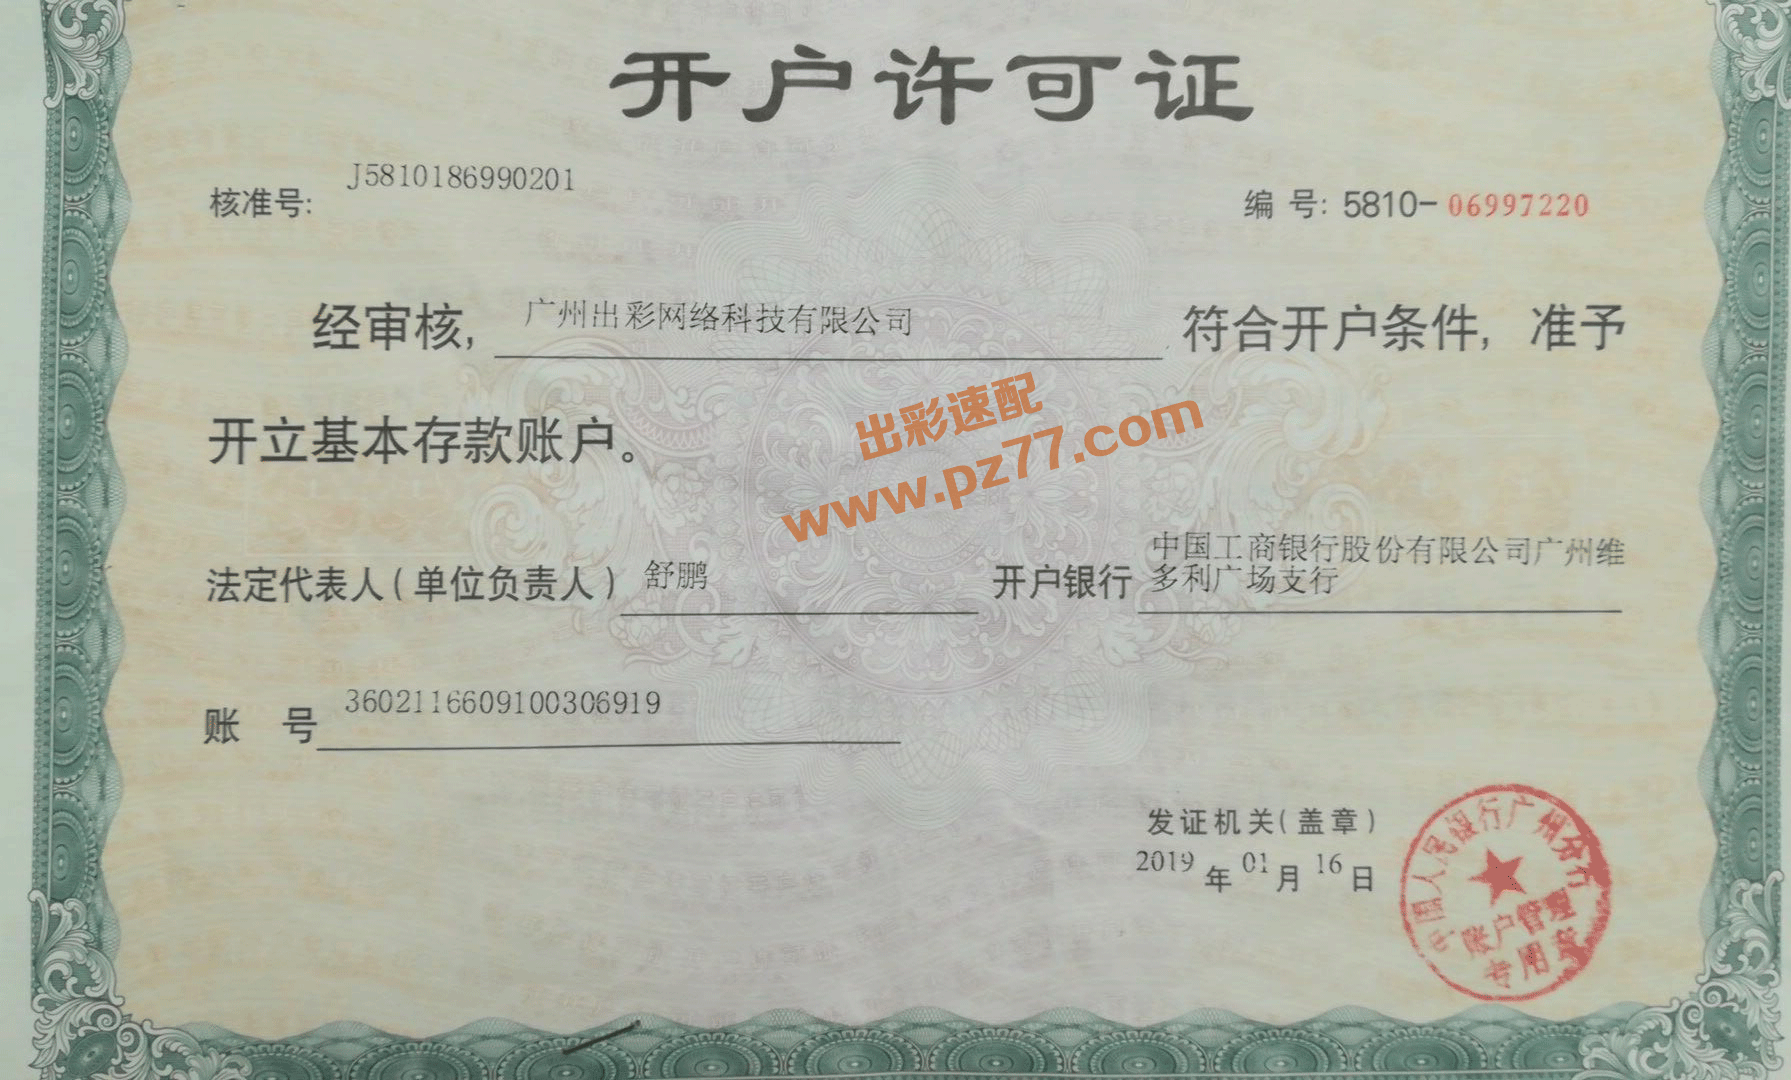 开户许可证
核准号: J5810186990201
编 号: 5810-06997220
经审核, 广州出彩网络科技有限公司 符合开户条件, 准予
开立基本存款账户。
出彩速配
www.pz77.com
法定代表人(单位负责人) 舒鹏 开户银行 中国工商银行股份有限公司广州维
多利广场支行
账 号 3602116609100306919
发证机关(盖章)
2019 年 01 月 16 日
中国人民银行广州分行
账户管理
专用章